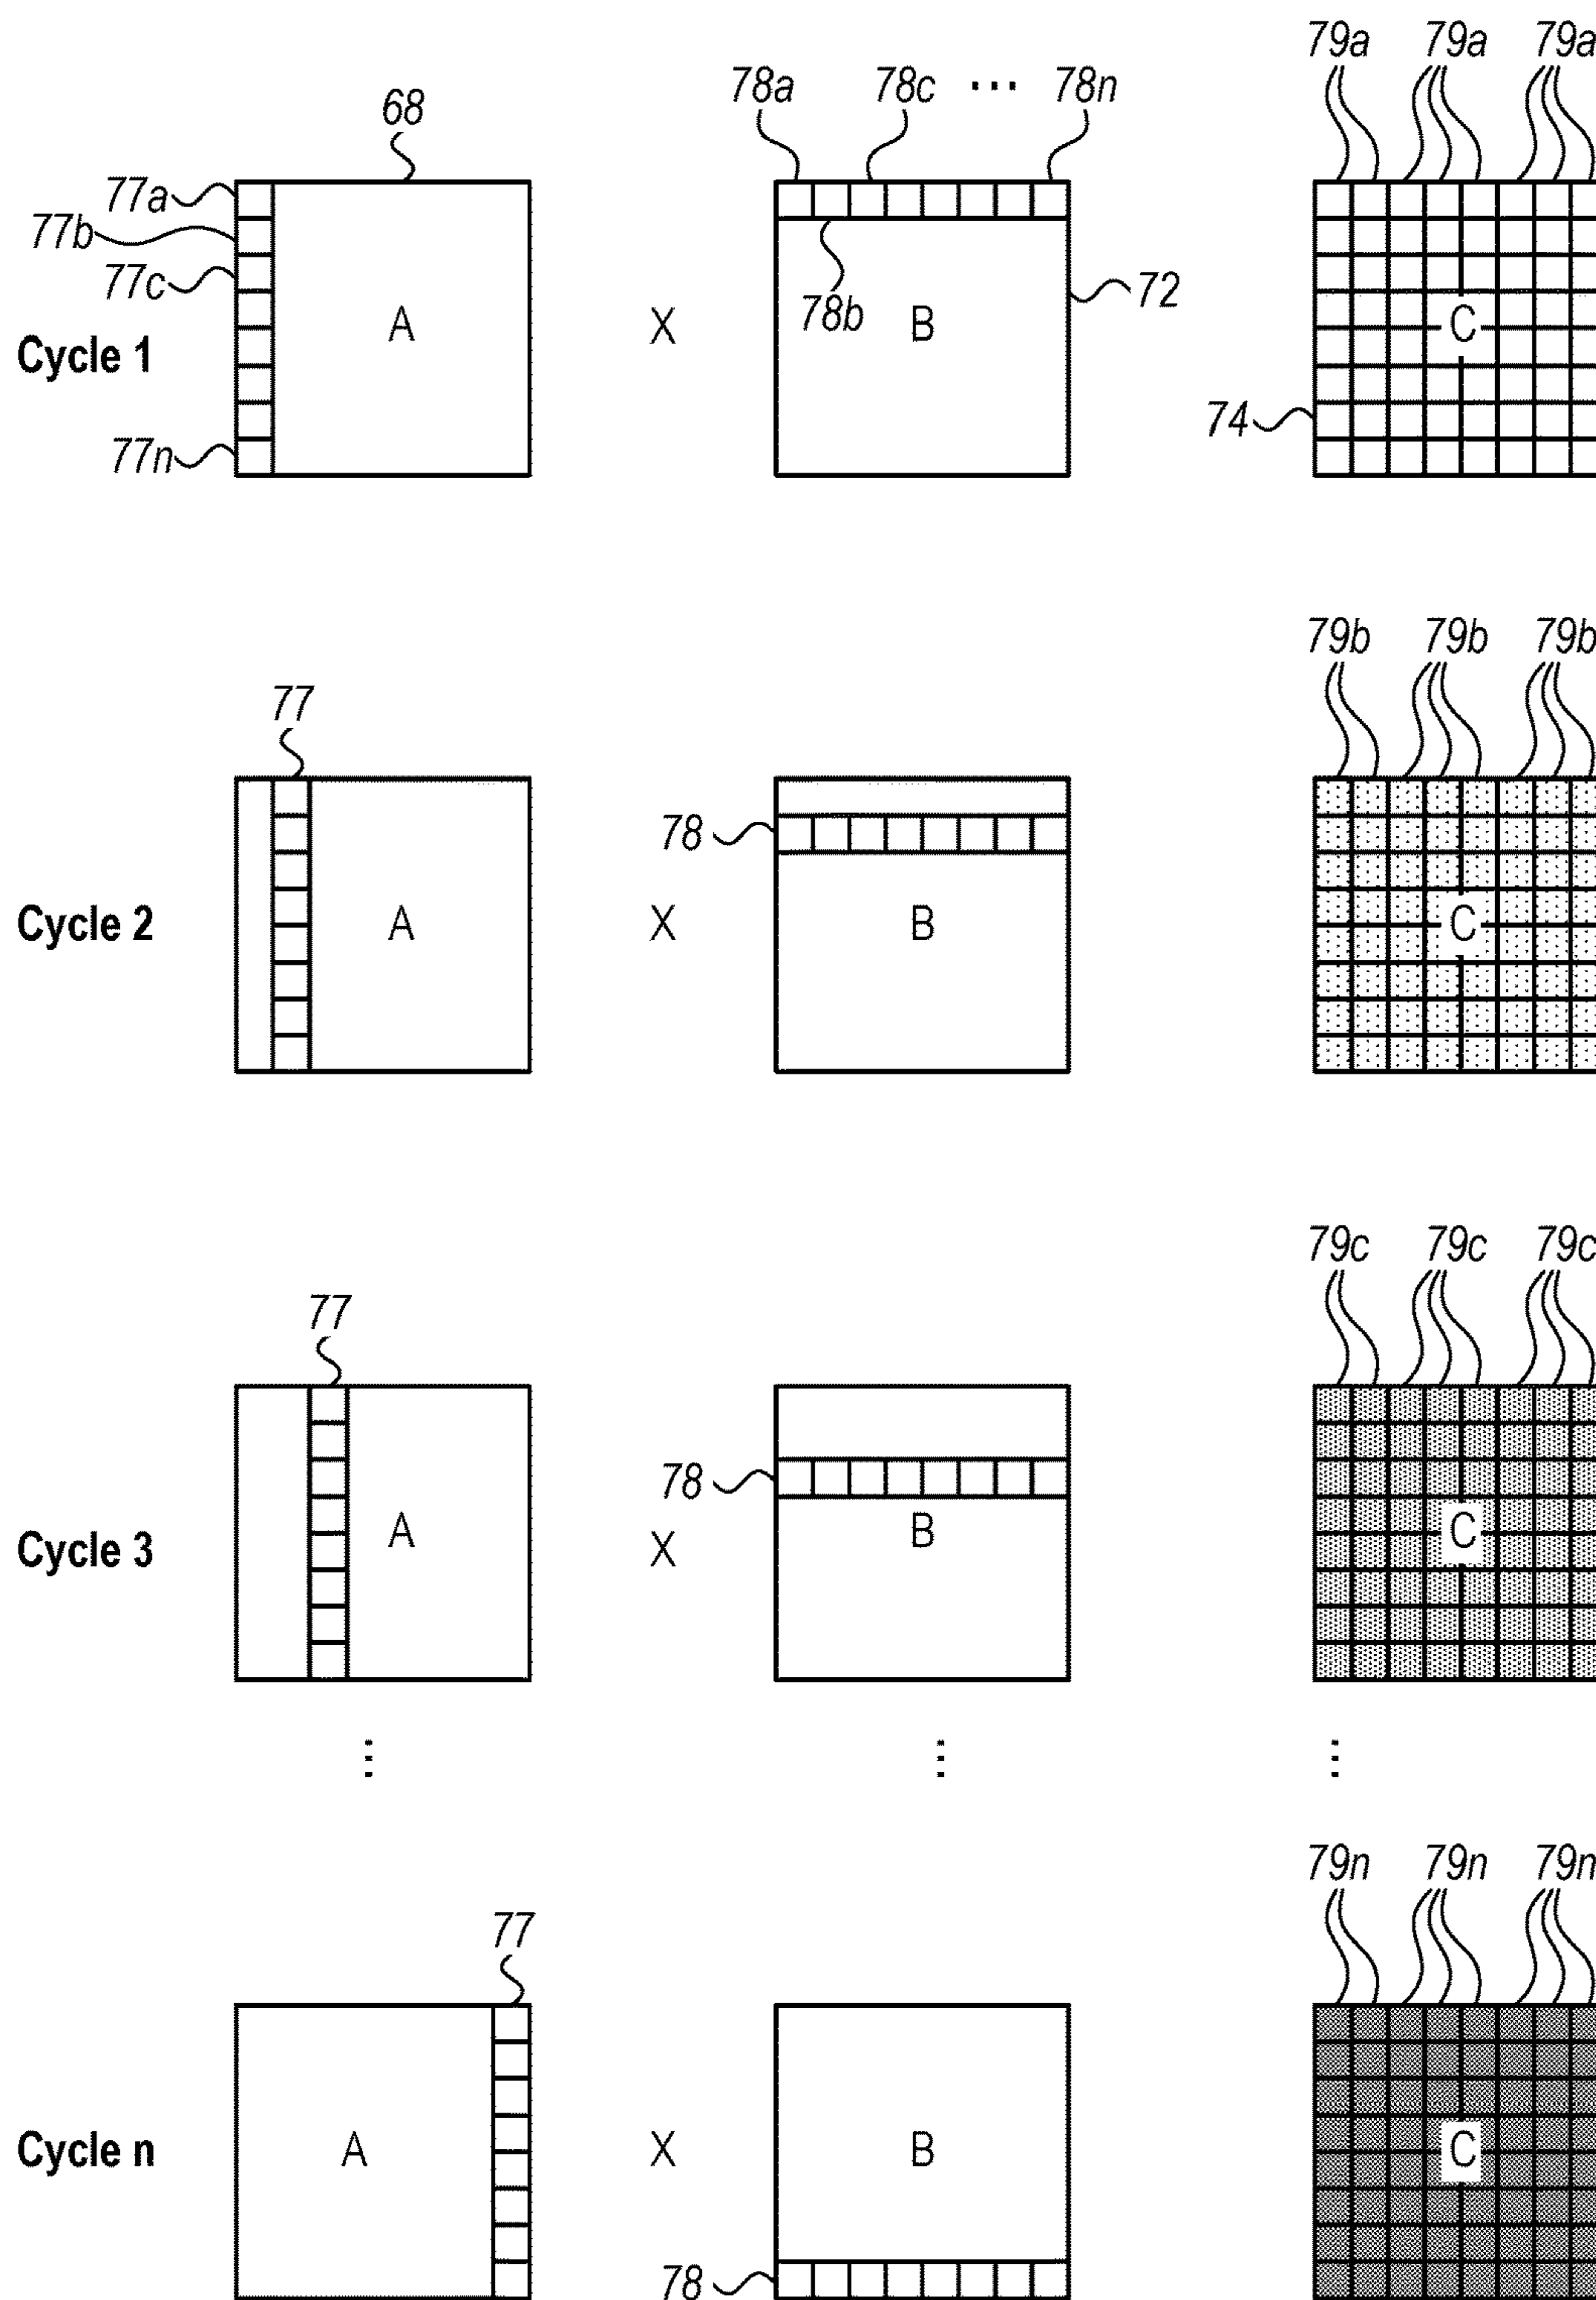 79a 79a 79a
78a 78c ... 78n
68
77a
77b
77c
78b
72
A X B C
Cycle 1
74
77n
79b 79b 79b
77
78
Cycle 2 A X B C
79c 79c 79c
77
78
Cycle 3 A X B C
⋮ ⋮ ⋮
79n 79n 79n
77
Cycle n A X B C
78